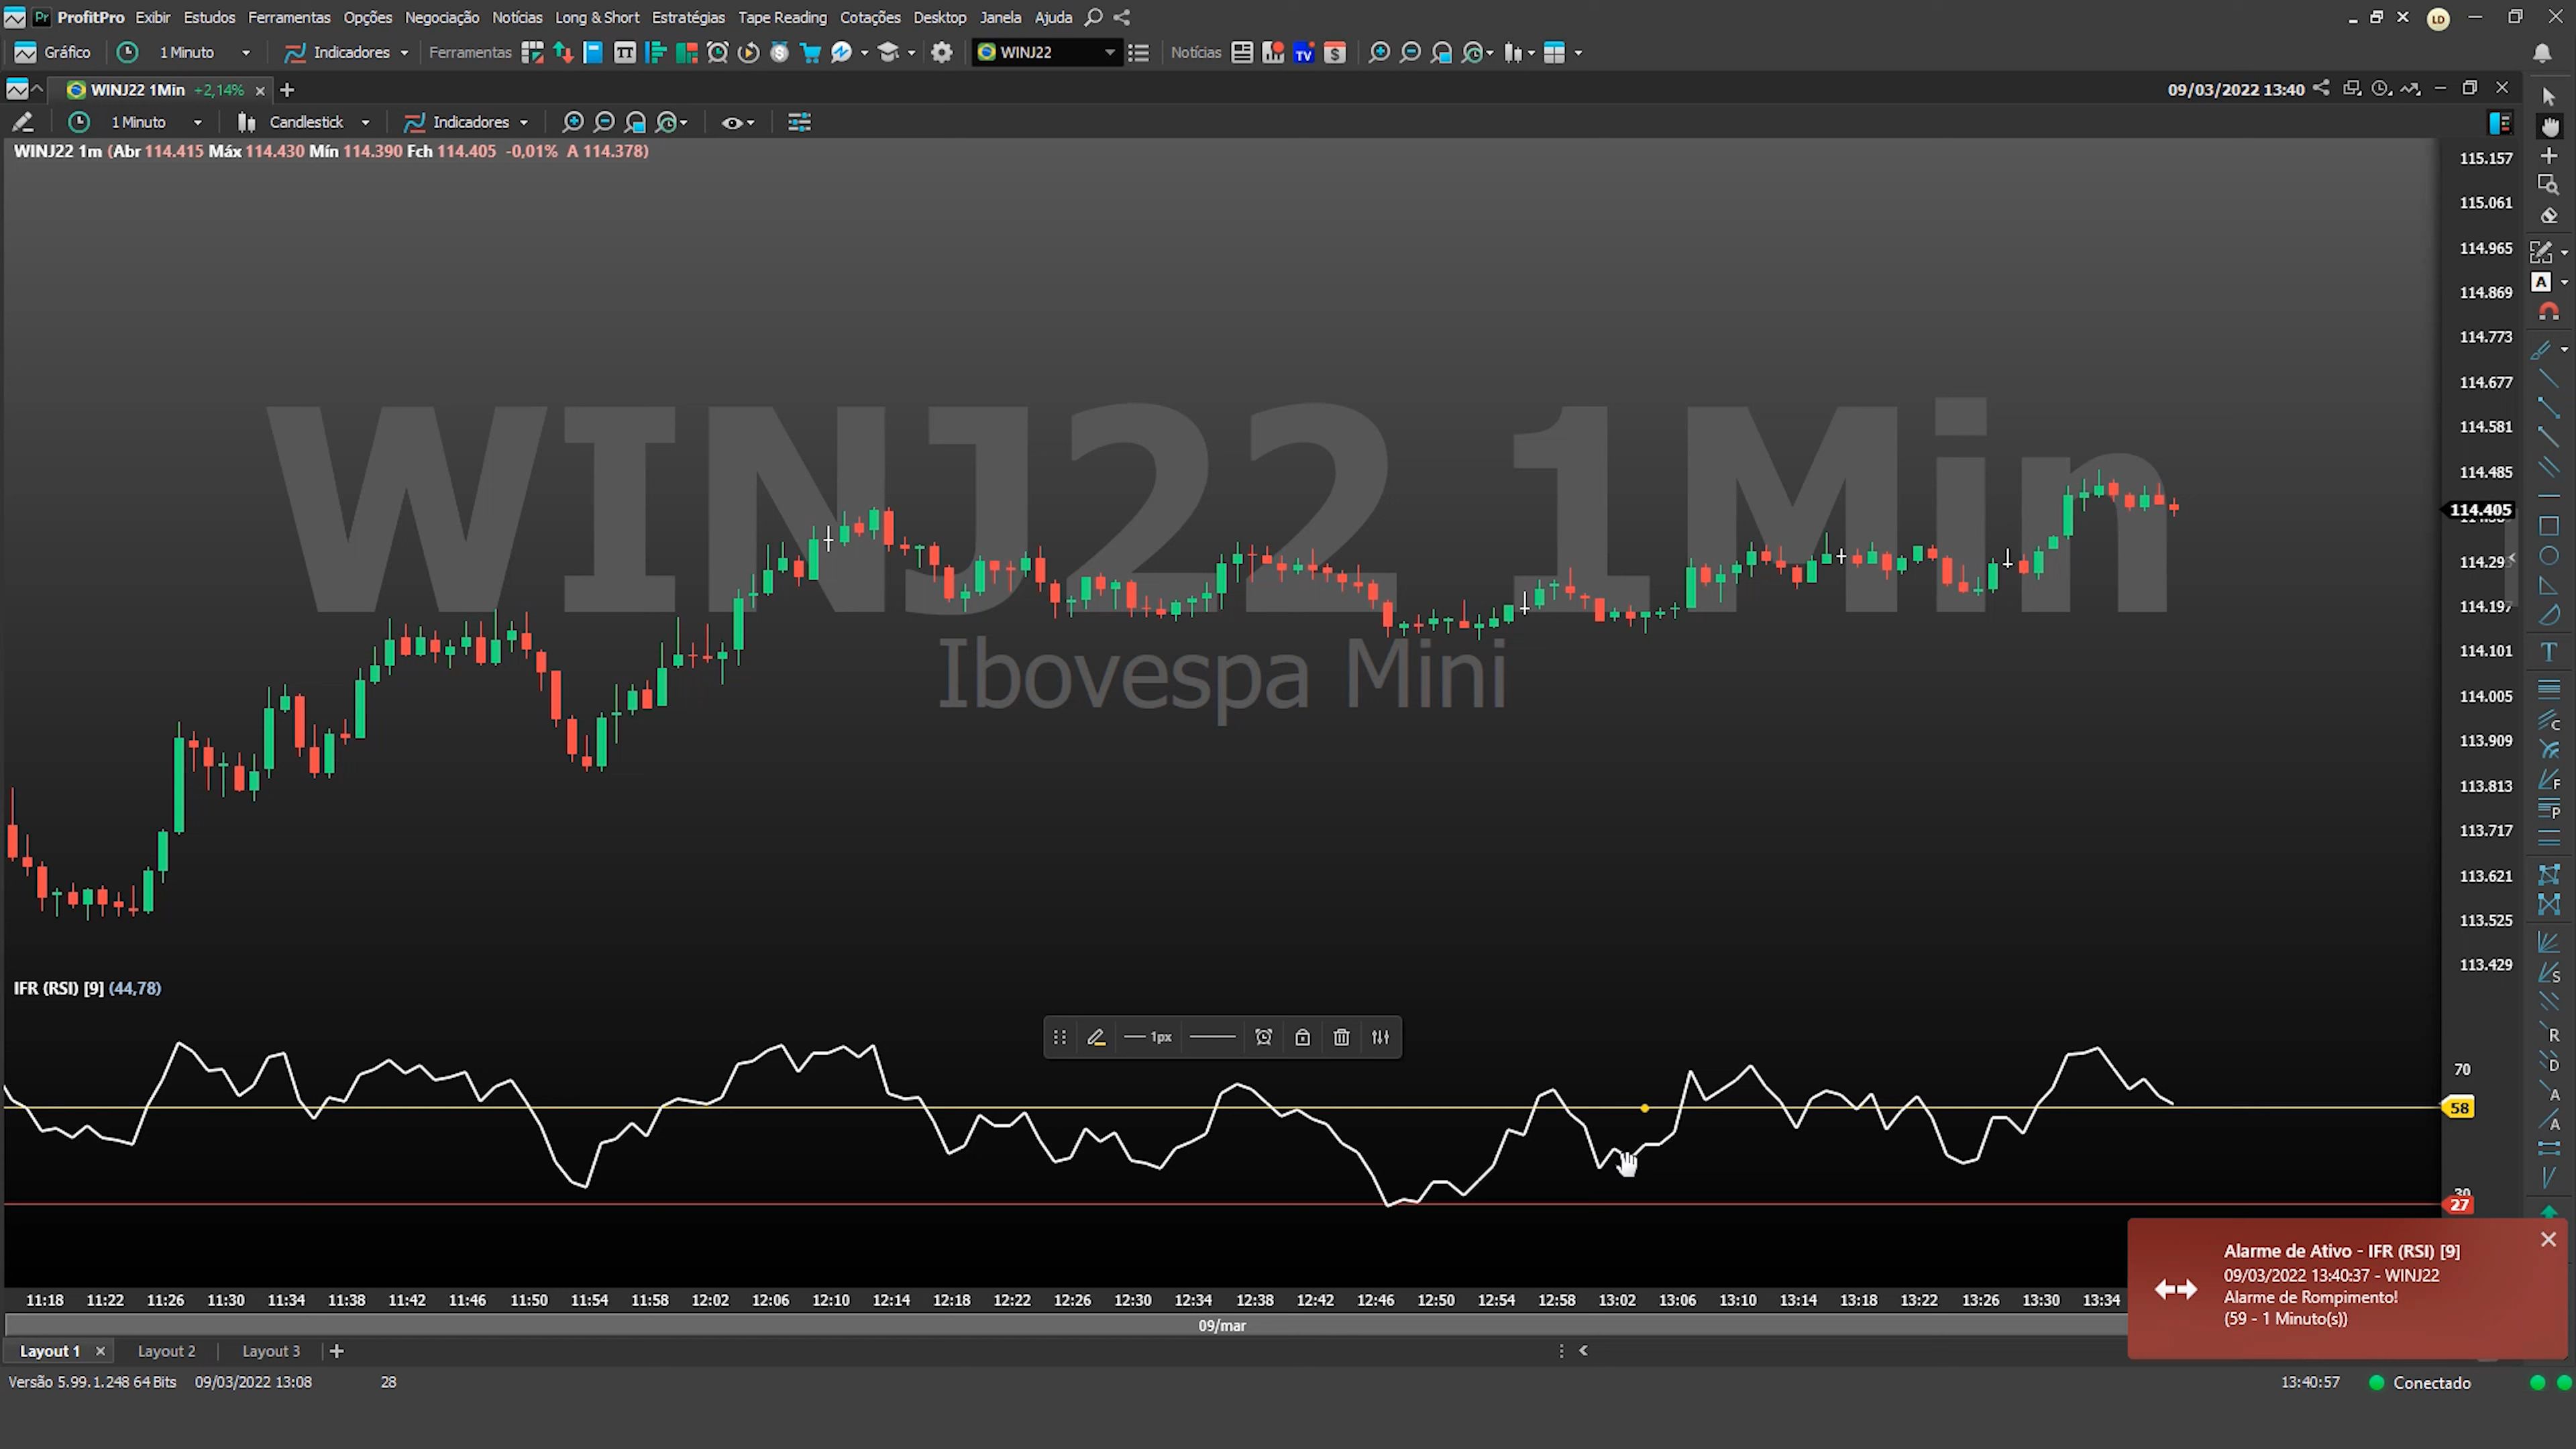 Pr ProfitPro Exibir Estudos Ferramentas Opções Negociação Notícias Long & Short Estratégias Tape Reading Cotações Desktop Janela Ajuda LD
Gráfico 1 Minuto Indicadores Ferramentas WINJ22 Notícias
WINJ22 1Min +2,14% 09/03/2022 13:40
1 Minuto Candlestick Indicadores
WINJ22 1m (Abr 114.415 Máx 114.430 Mín 114.390 Fch 114.405 -0,01% A 114.378)
WINJ22 1Min
Ibovespa Mini
115.157
115.061
114.965
114.869
114.773
114.677
114.581
114.485
114.405
114.293
114.197
114.101
114.005
113.909
113.813
113.717
113.621
113.525
113.429
IFR (RSI) [9] (44,78)
1px
70
58
30
27
Alarme de Ativo - IFR (RSI) [9]
09/03/2022 13:40:37 - WINJ22
Alarme de Rompimento!
(59 - 1 Minuto(s))
11:18 11:22 11:26 11:30 11:34 11:38 11:42 11:46 11:50 11:54 11:58 12:02 12:06 12:10 12:14 12:18 12:22 12:26 12:30 12:34 12:38 12:42 12:46 12:50 12:54 12:58 13:02 13:06 13:10 13:14 13:18 13:22 13:26 13:30 13:34
09/mar
Layout 1 Layout 2 Layout 3
Versão 5.99.1.248 64 Bits 09/03/2022 13:08 28 13:40:57 Conectado